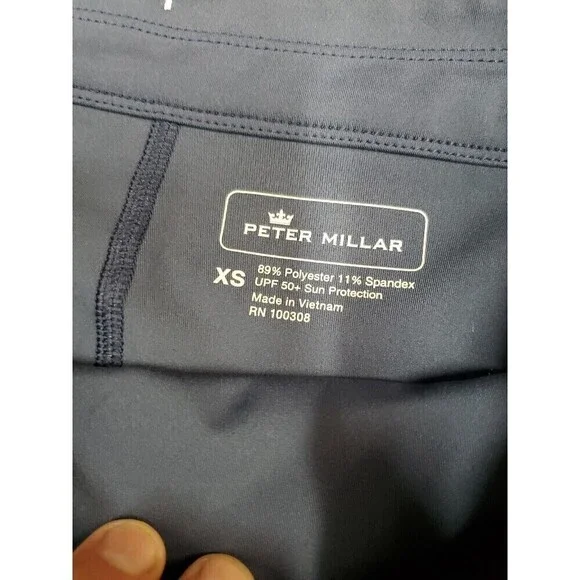 PETER MILLAR
XS
89% Polyester 11% Spandex
UPF 50+ Sun Protection
Made in Vietnam
RN 100308